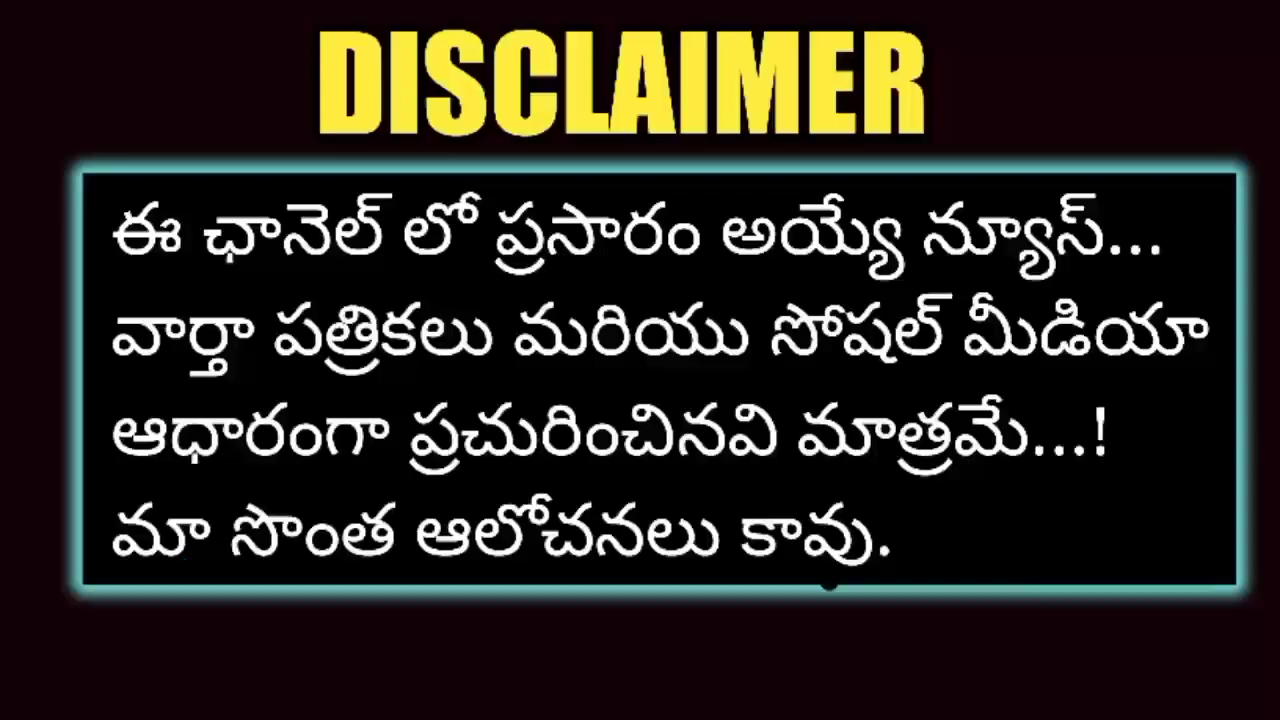 DISCLAIMER
ఈ ఛానెల్ లో ప్రసారం అయ్యే న్యూస్...
వార్తా పత్రికలు మరియు సోషల్ మీడియా
ఆధారంగా ప్రచురించినవి మాత్రమే...!
మా సొంత ఆలోచనలు కావు.